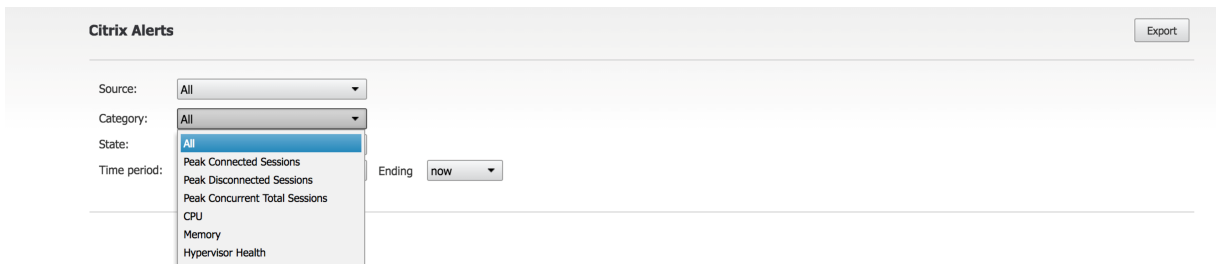 Citrix Alerts
Export
Source: All
Category: All
State:
Time period: Ending now
All
Peak Connected Sessions
Peak Disconnected Sessions
Peak Concurrent Total Sessions
CPU
Memory
Hypervisor Health